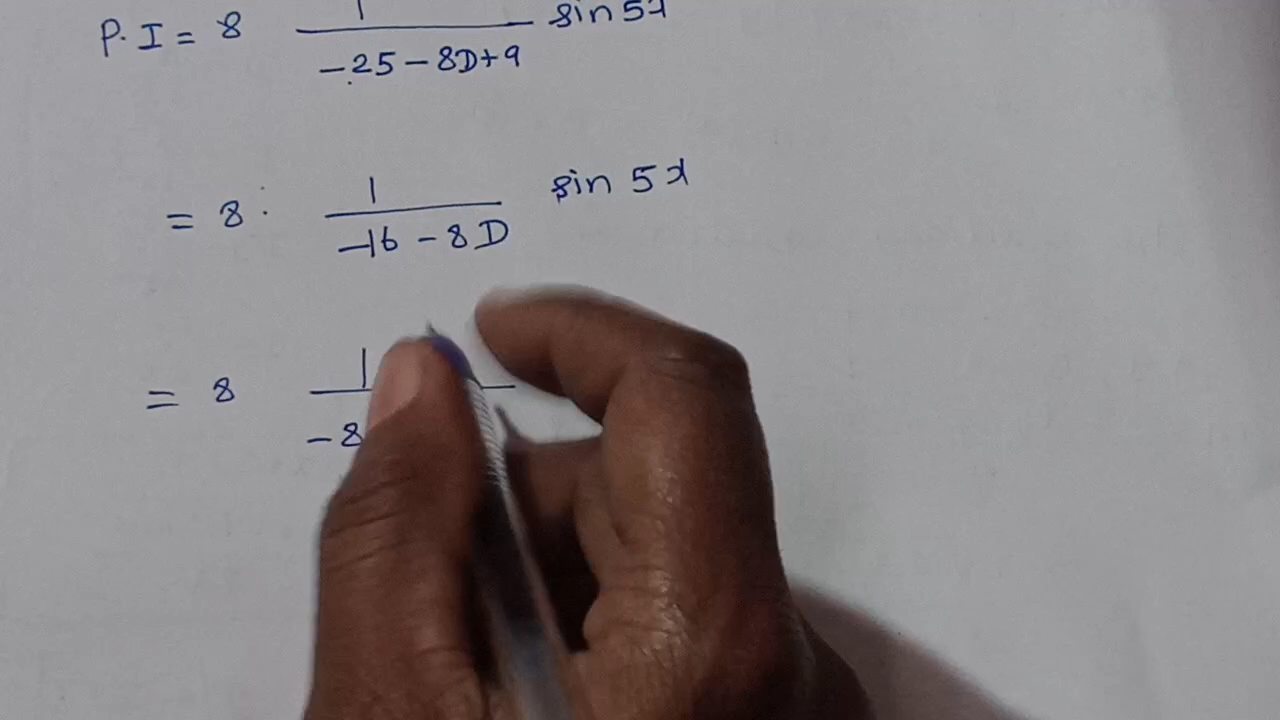 P. I = 8 1 / -25 - 8D + 9 sin 5x
= 8 1 / -16 - 8D sin 5x
= 8 1 / -8